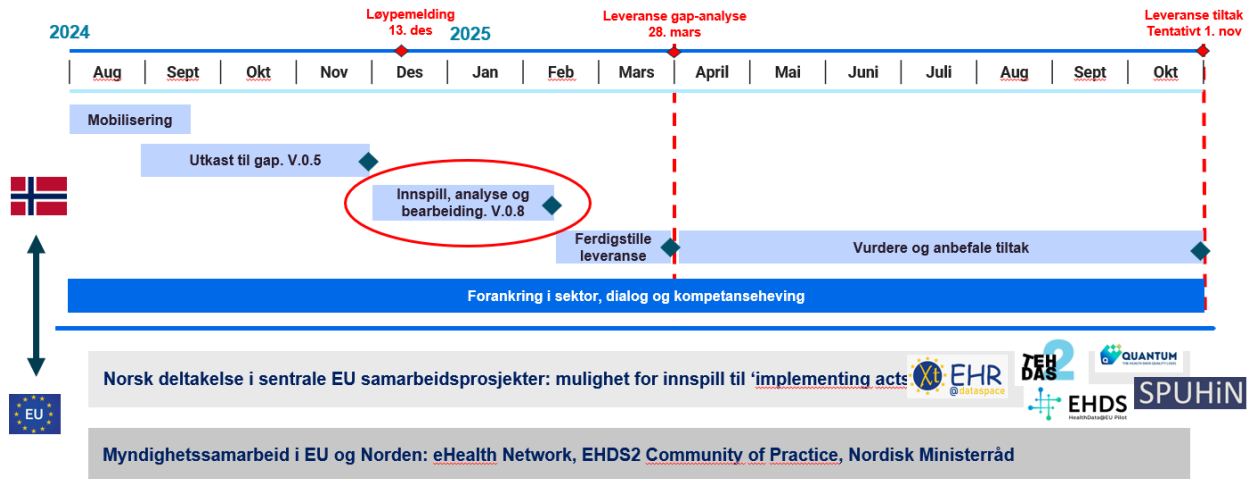 Løypemelding
13. des
Leveranse gap-analyse
28. mars
Leveranse tiltak
Tentativt 1. nov
2024
2025
Aug Sept Okt Nov Des Jan Feb Mars April Mai Juni Juli Aug Sept Okt
Mobilisering
Utkast til gap. V.0.5
Innspill, analyse og
bearbeiding. V.0.8
Ferdigstille
leveranse
Vurdere og anbefale tiltak
Forankring i sektor, dialog og kompetanseheving
Norsk deltakelse i sentrale EU samarbeidsprosjekter: mulighet for innspill til ‘implementing acts
Xt EHR
@dataspace
TEH
DAS
2
QUANTUM
EHDS
HealthData@EU Pilot
SPUHiN
EU
Myndighetssamarbeid i EU og Norden: eHealth Network, EHDS2 Community of Practice, Nordisk Ministerråd